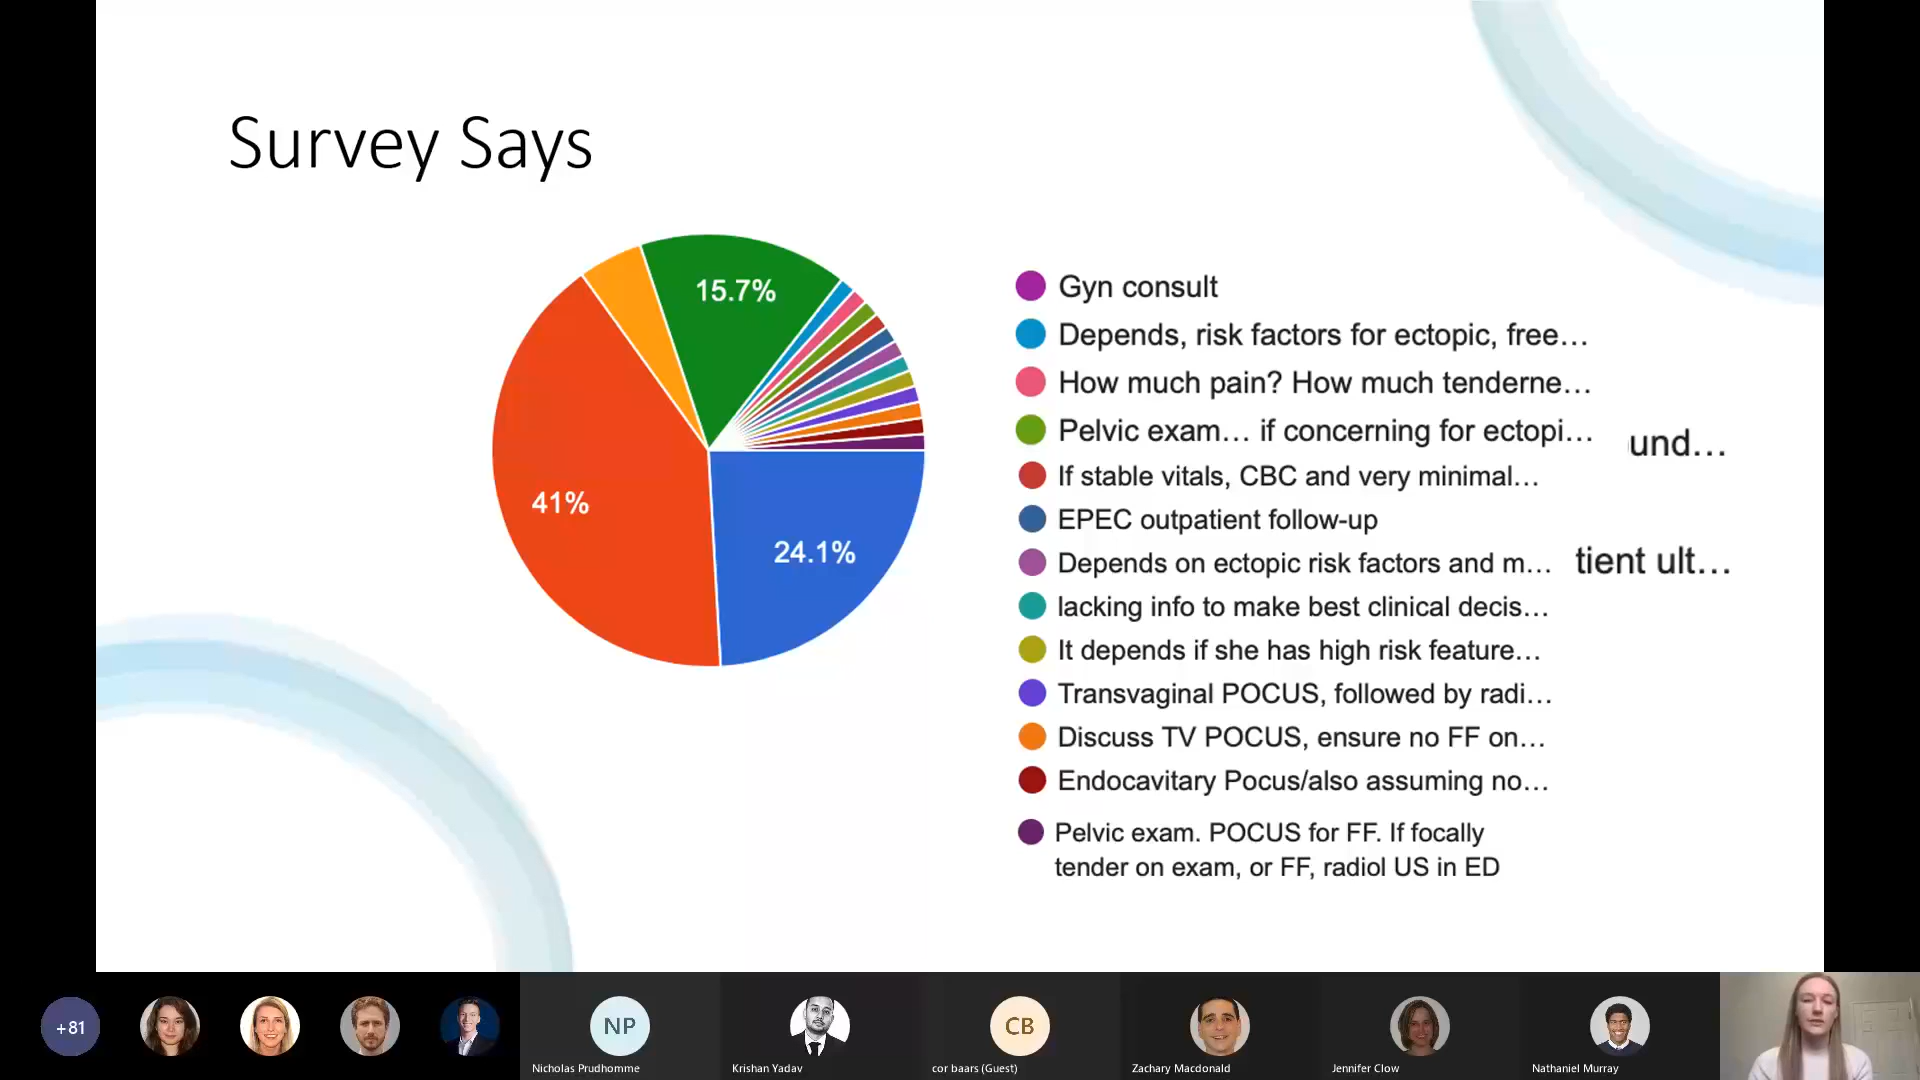 Survey Says
15.7%
41%
24.1%
Gyn consult
Depends, risk factors for ectopic, free…
How much pain? How much tenderne…
Pelvic exam… if concerning for ectopi…
und…
If stable vitals, CBC and very minimal…
EPEC outpatient follow-up
Depends on ectopic risk factors and m…
tient ult…
lacking info to make best clinical decis…
It depends if she has high risk feature…
Transvaginal POCUS, followed by radi…
Discuss TV POCUS, ensure no FF on…
Endocavitary Pocus/also assuming no…
Pelvic exam. POCUS for FF. If focally
tender on exam, or FF, radiol US in ED
+81
NP
CB
Nicholas Prudhomme
Krishan Yadav
cor baars (Guest)
Zachary Macdonald
Jennifer Clow
Nathaniel Murray